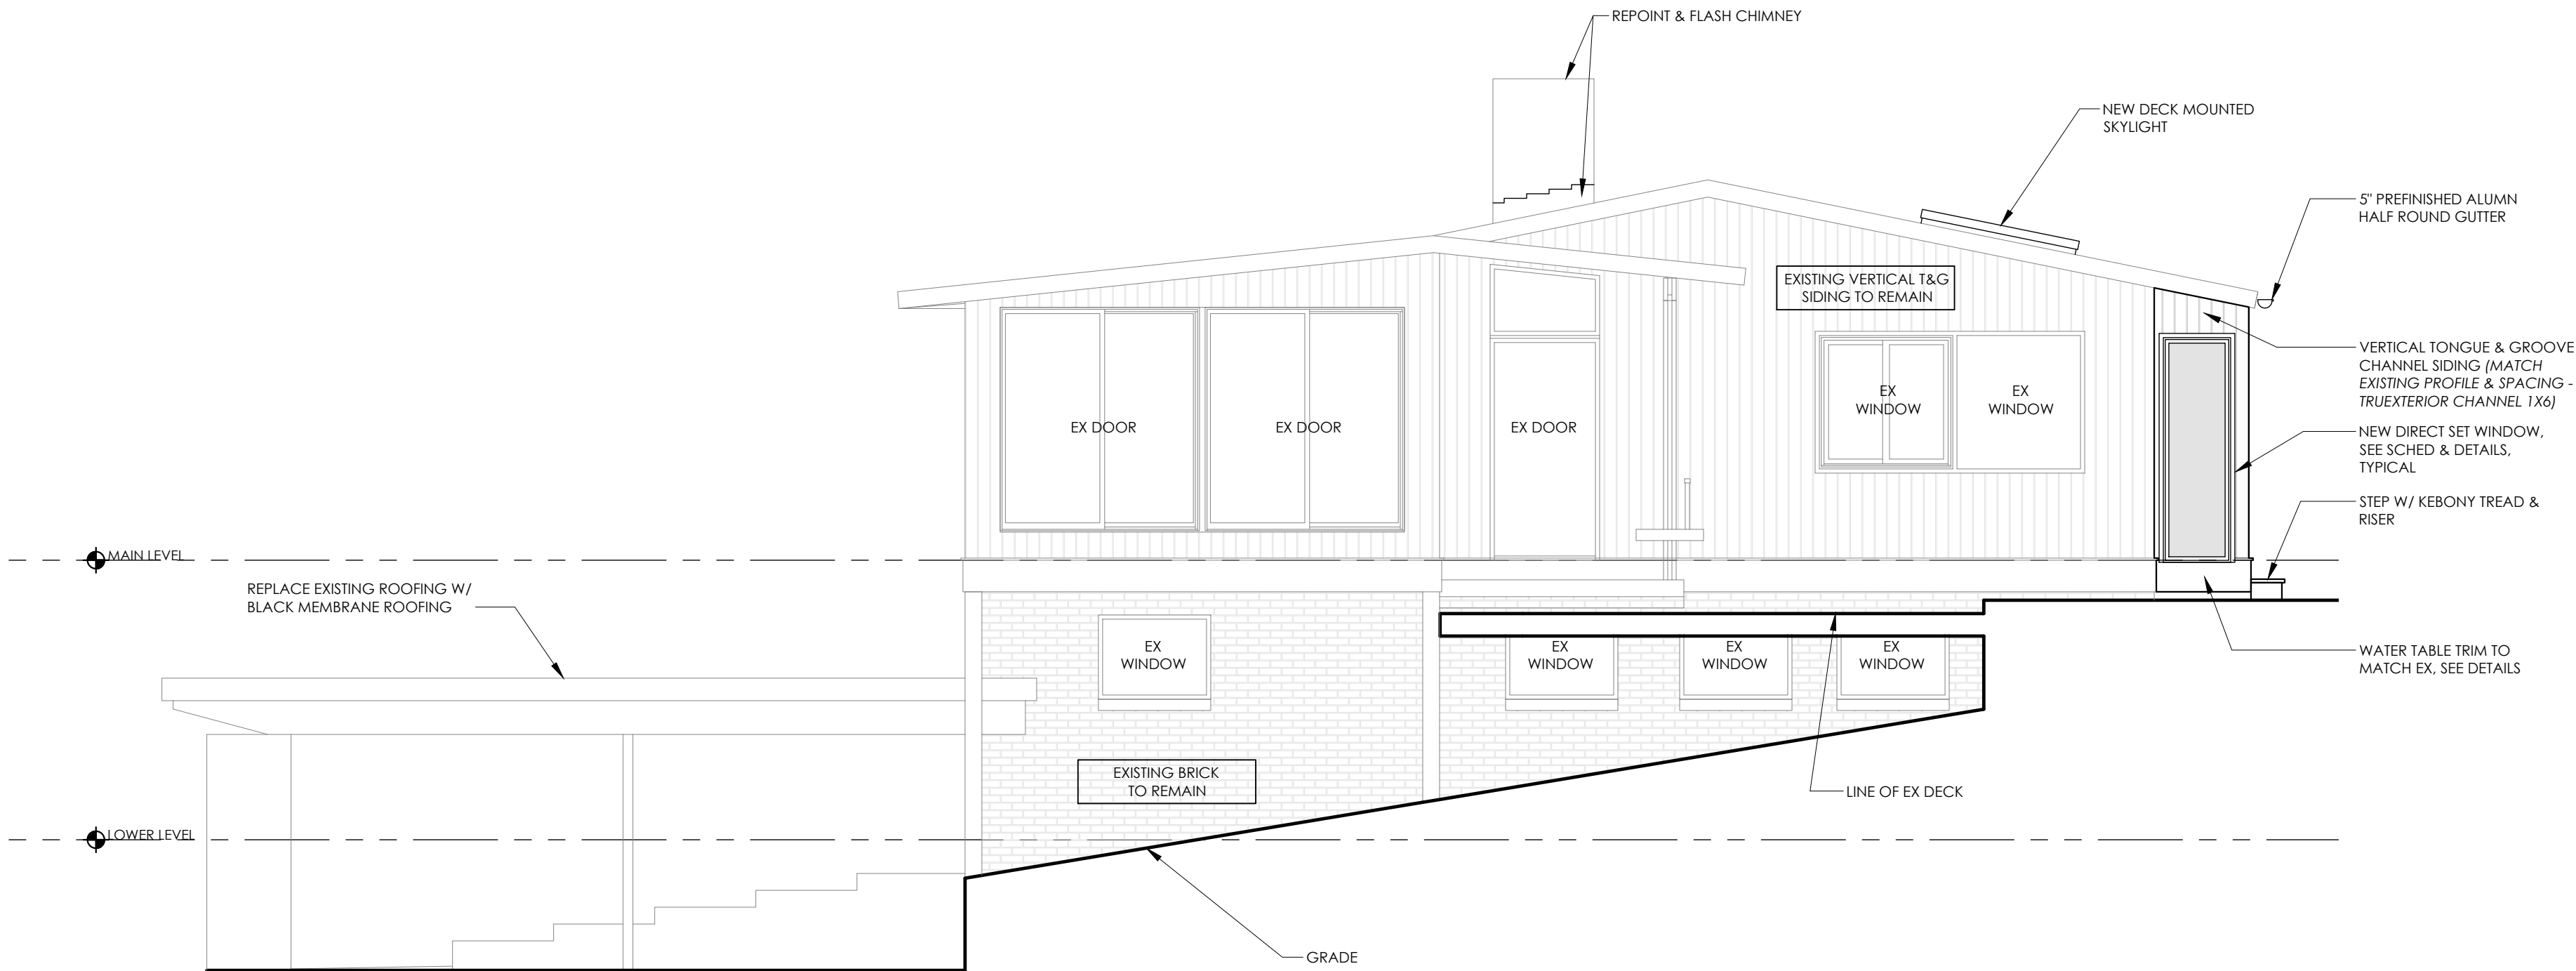 REPOINT & FLASH CHIMNEY
NEW DECK MOUNTED
SKYLIGHT
5" PREFINISHED ALUMN
HALF ROUND GUTTER
EXISTING VERTICAL T&G
SIDING TO REMAIN
VERTICAL TONGUE & GROOVE
CHANNEL SIDING (MATCH
EXISTING PROFILE & SPACING -
TRUEXTERIOR CHANNEL 1X6)
EX DOOR
EX DOOR
EX DOOR
EX
WINDOW
EX
WINDOW
NEW DIRECT SET WINDOW,
SEE SCHED & DETAILS,
TYPICAL
STEP W/ KEBONY TREAD &
RISER
MAIN LEVEL
REPLACE EXISTING ROOFING W/
BLACK MEMBRANE ROOFING
EX
WINDOW
EX
WINDOW
EX
WINDOW
EX
WINDOW
WATER TABLE TRIM TO
MATCH EX, SEE DETAILS
EXISTING BRICK
TO REMAIN
LINE OF EX DECK
LOWER LEVEL
GRADE